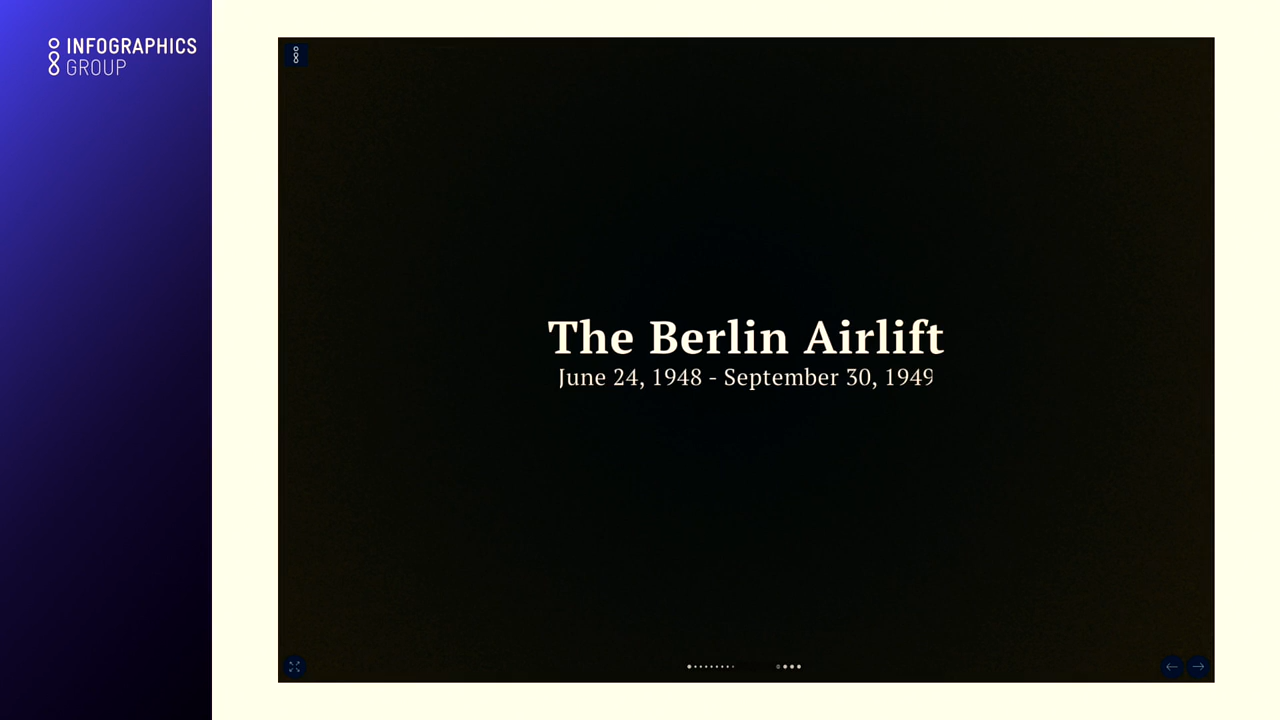 INFOGRAPHICS
GROUP
The Berlin Airlift
June 24, 1948 - September 30, 1949